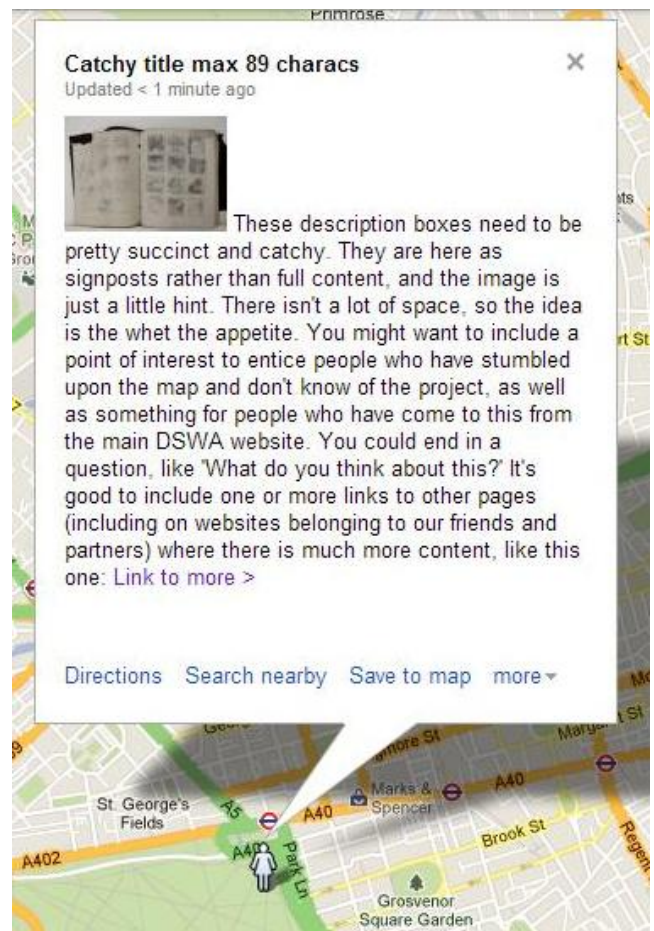 Primrose
Catchy title max 89 characs
Updated < 1 minute ago
These description boxes need to be
pretty succinct and catchy. They are here as
signposts rather than full content, and the image is
just a little hint. There isn't a lot of space, so the idea
is the whet the appetite. You might want to include a
point of interest to entice people who have stumbled
upon the map and don't know of the project, as well
as something for people who have come to this from
the main DSWA website. You could end in a
question, like 'What do you think about this?' It's
good to include one or more links to other pages
(including on websites belonging to our friends and
partners) where there is much more content, like this
one: Link to more >
Directions Search nearby Save to map more
St. George's
Fields
A5
A40
Marks &
Spencer
A40
Margaret St
A402
Park Ln
Brook St
Regent
Grosvenor
Square Garden